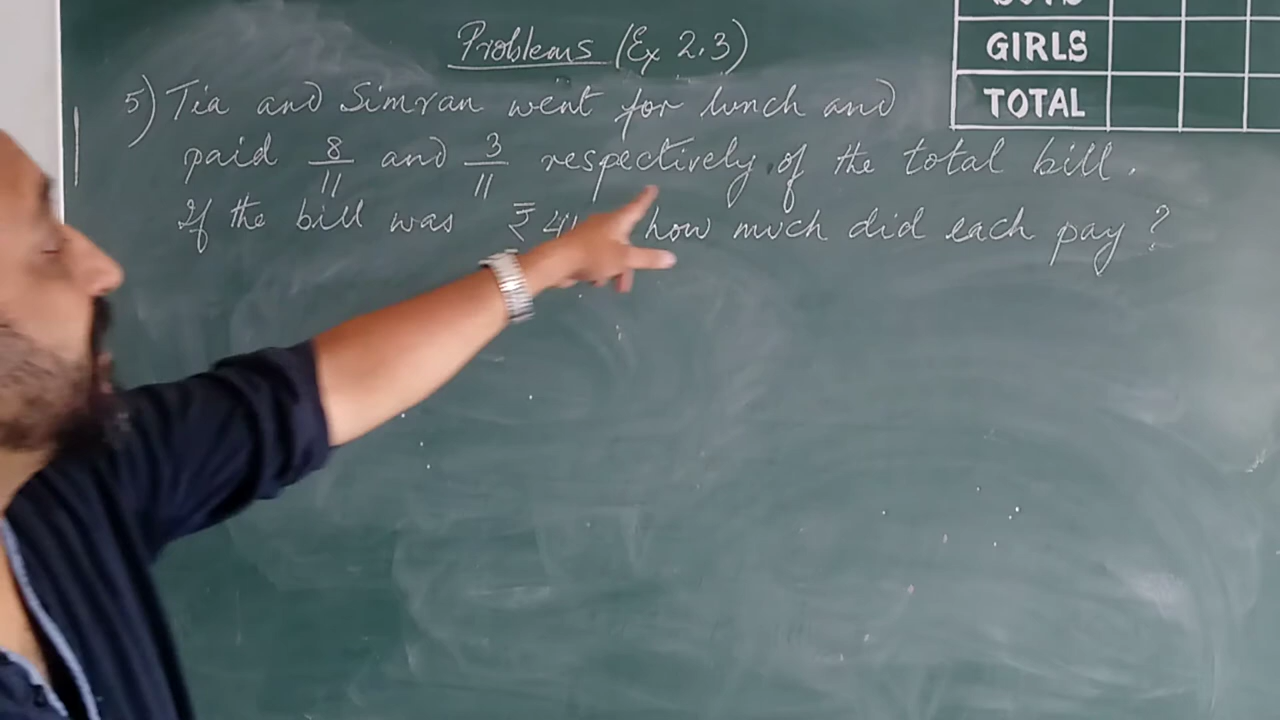 Problems (Ex 2.3)
GIRLS
TOTAL
5) Tia and Simran went for lunch and
paid 8/11 and 3/11 respectively of the total bill.
If the bill was ₹ how much did each pay?